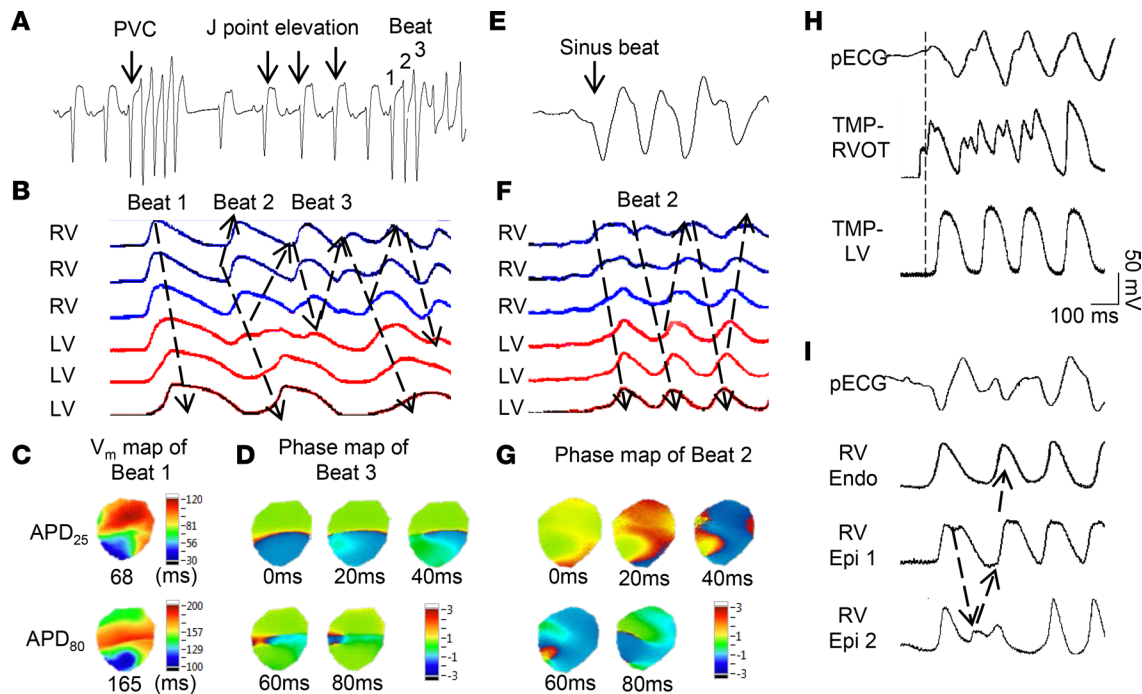 A
PVC
J point elevation
Beat
1 2 3
B
Beat 1 Beat 2 Beat 3
RV
RV
RV
LV
LV
LV
C
Vm map of
Beat 1
APD25
68 (ms)
120
81
56
30
APD80
165 (ms)
200
157
129
100
D
Phase map of
Beat 3
0ms 20ms 40ms
60ms 80ms
3
1
-1
-3
E
Sinus beat
F
Beat 2
RV
RV
RV
LV
LV
LV
G
Phase map of Beat 2
0ms 20ms 40ms
60ms 80ms
3
1
-1
-3
H
pECG
TMP-
RVOT
TMP-
LV
50 mV
100 ms
I
pECG
RV
Endo
RV
Epi 1
RV
Epi 2